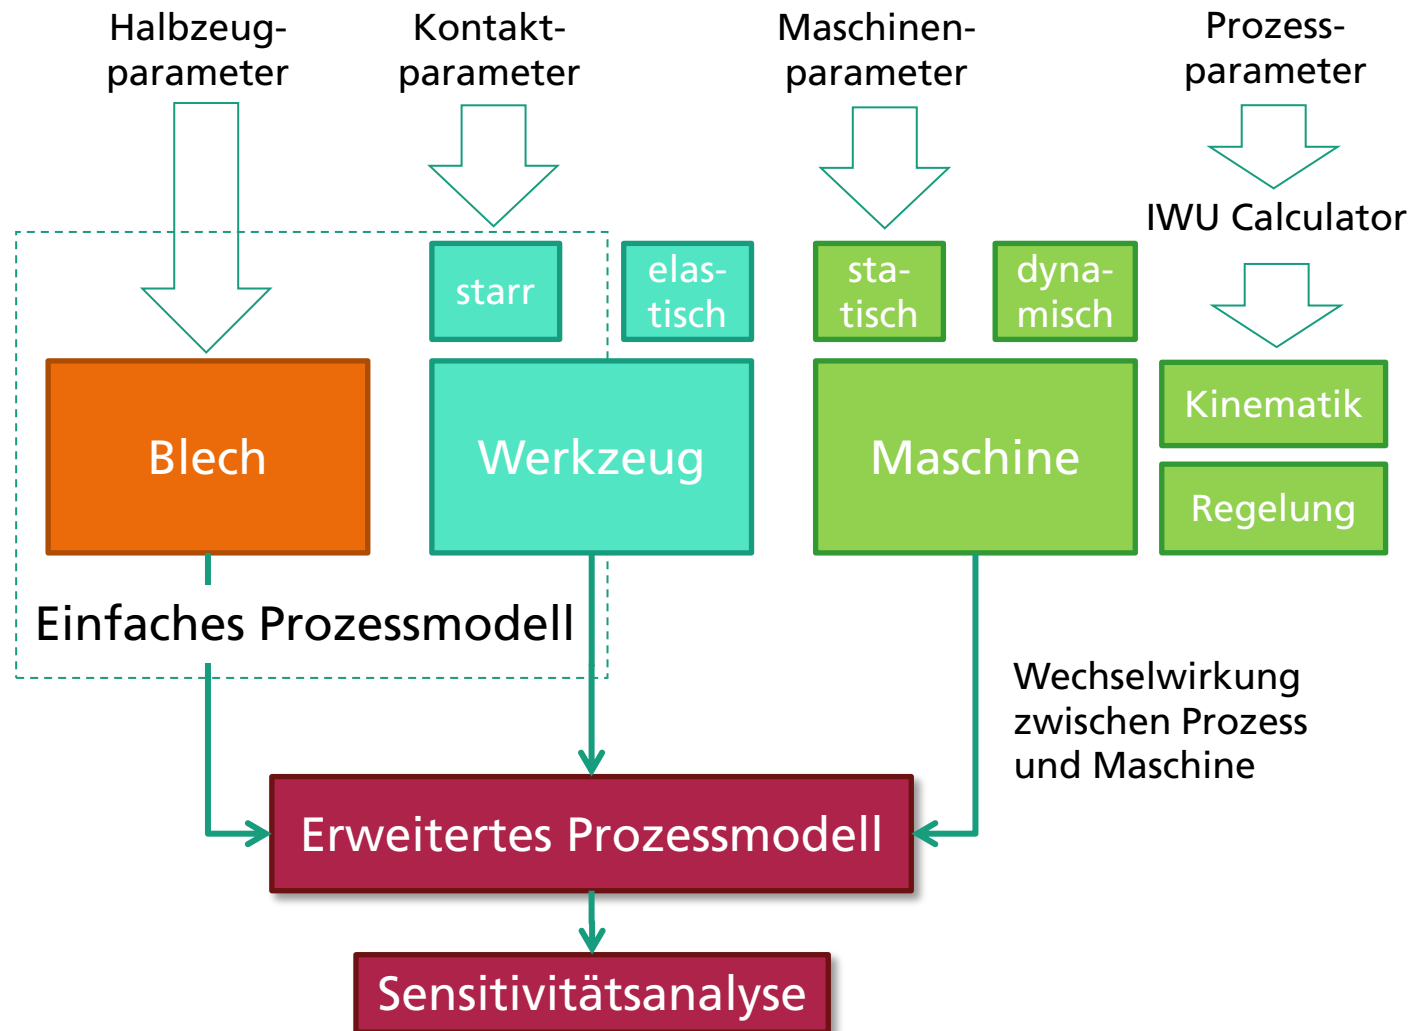 Halbzeug-
parameter
Kontakt-
parameter
Maschinen-
parameter
Prozess-
parameter
IWU Calculator
starr
elas-
tisch
sta-
tisch
dyna-
misch
Blech
Werkzeug
Maschine
Kinematik
Regelung
Einfaches Prozessmodell
Wechselwirkung
zwischen Prozess
und Maschine
Erweitertes Prozessmodell
Sensitivitätsanalyse